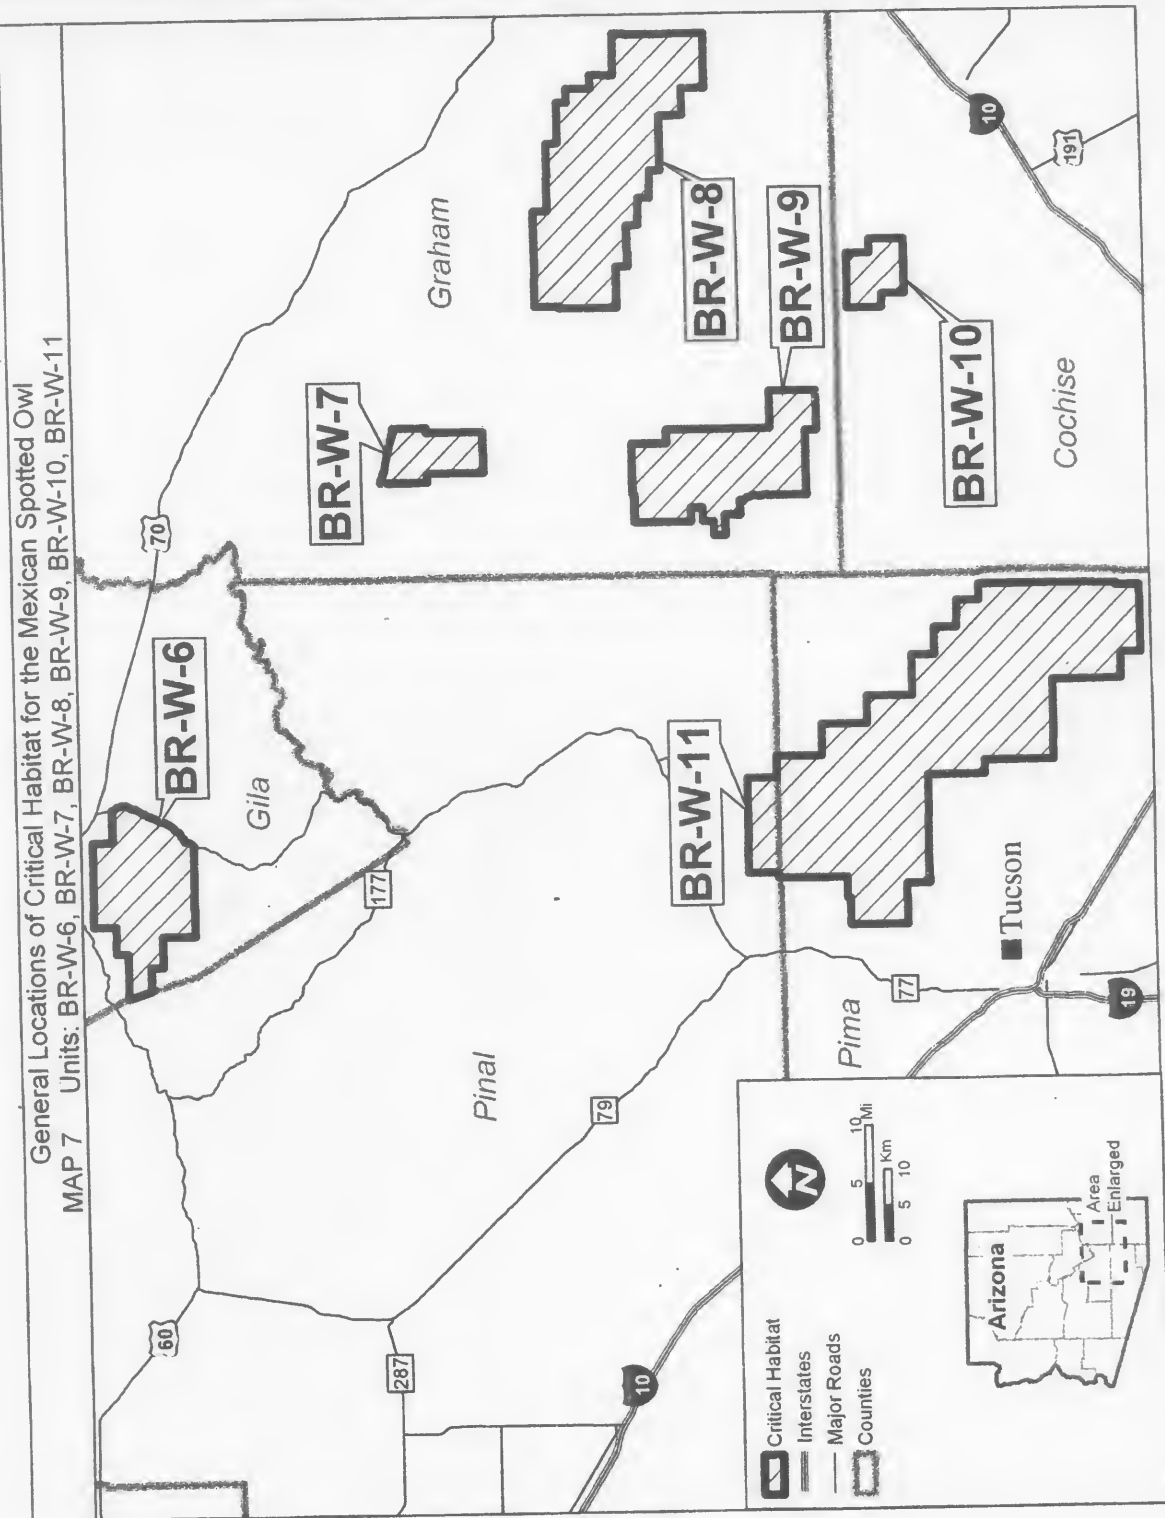 General Locations of Critical Habitat for the Mexican Spotted Owl
MAP 7 Units: BR-W-6, BR-W-7, BR-W-8, BR-W-9, BR-W-10, BR-W-11
60
70
BR-W-6
Gila
177
BR-W-7
Graham
287
Pinal
BR-W-8
79
10
BR-W-11
BR-W-9
Pima
77
Tucson
19
BR-W-10
Cochise
10
191
Critical Habitat
Interstates
Major Roads
Counties
N
0 5 10 Mi
0 5 10 Km
Arizona
Area
Enlarged